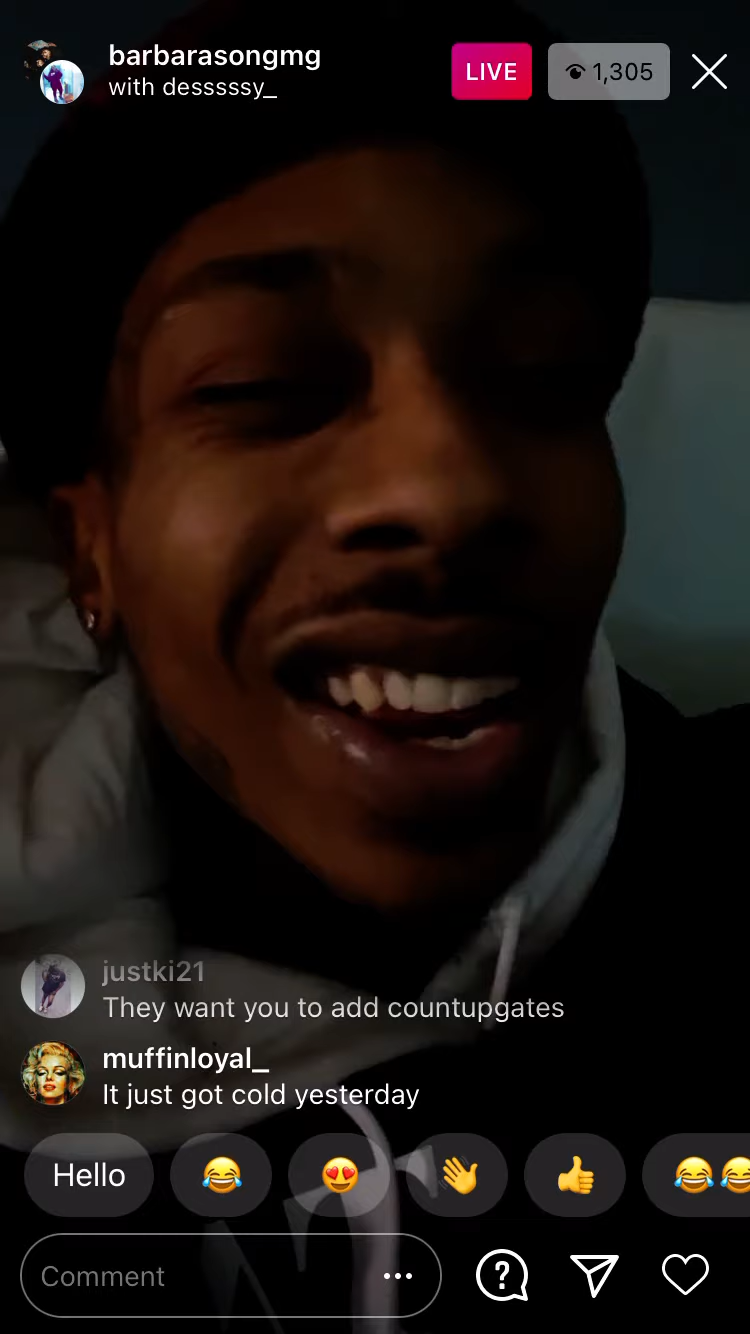 barbarasongmg
with desssssy_
LIVE
1,305
justki21
They want you to add countupgates
muffinloyal_
It just got cold yesterday
Hello
Comment